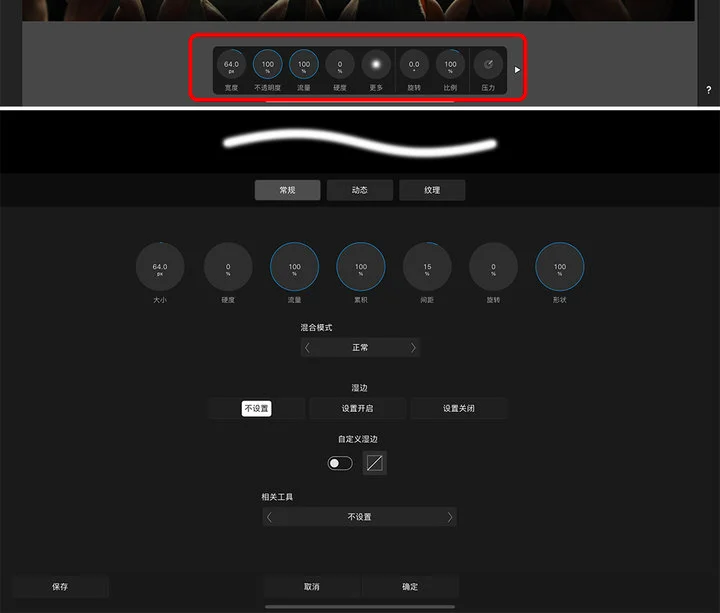 64.0 px 100 % 100 % 0 % 0.0 ° 100 %
宽度 不透明度 流量 硬度 更多 旋转 比例 压力
?
常规 动态 纹理
64.0 px 0 % 100 % 100 % 15 % 0 % 100 %
大小 硬度 流量 累积 间距 旋转 形状
混合模式
正常
湿边
不设置 设置开启 设置关闭
自定义湿边
相关工具
不设置
保存 取消 确定